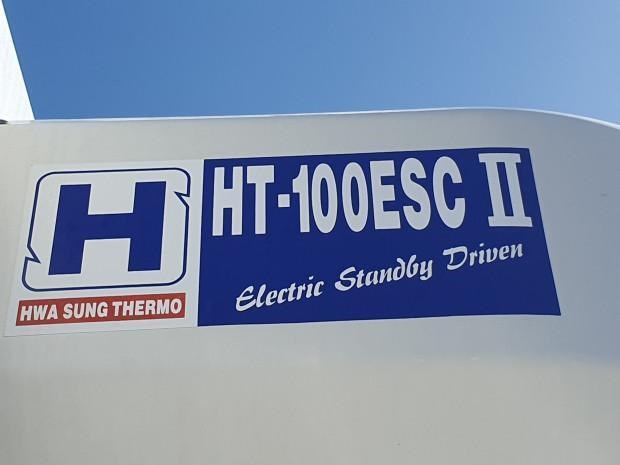 H
HWA SUNG THERMO
HT-100ESC II
Electric Standby Driven